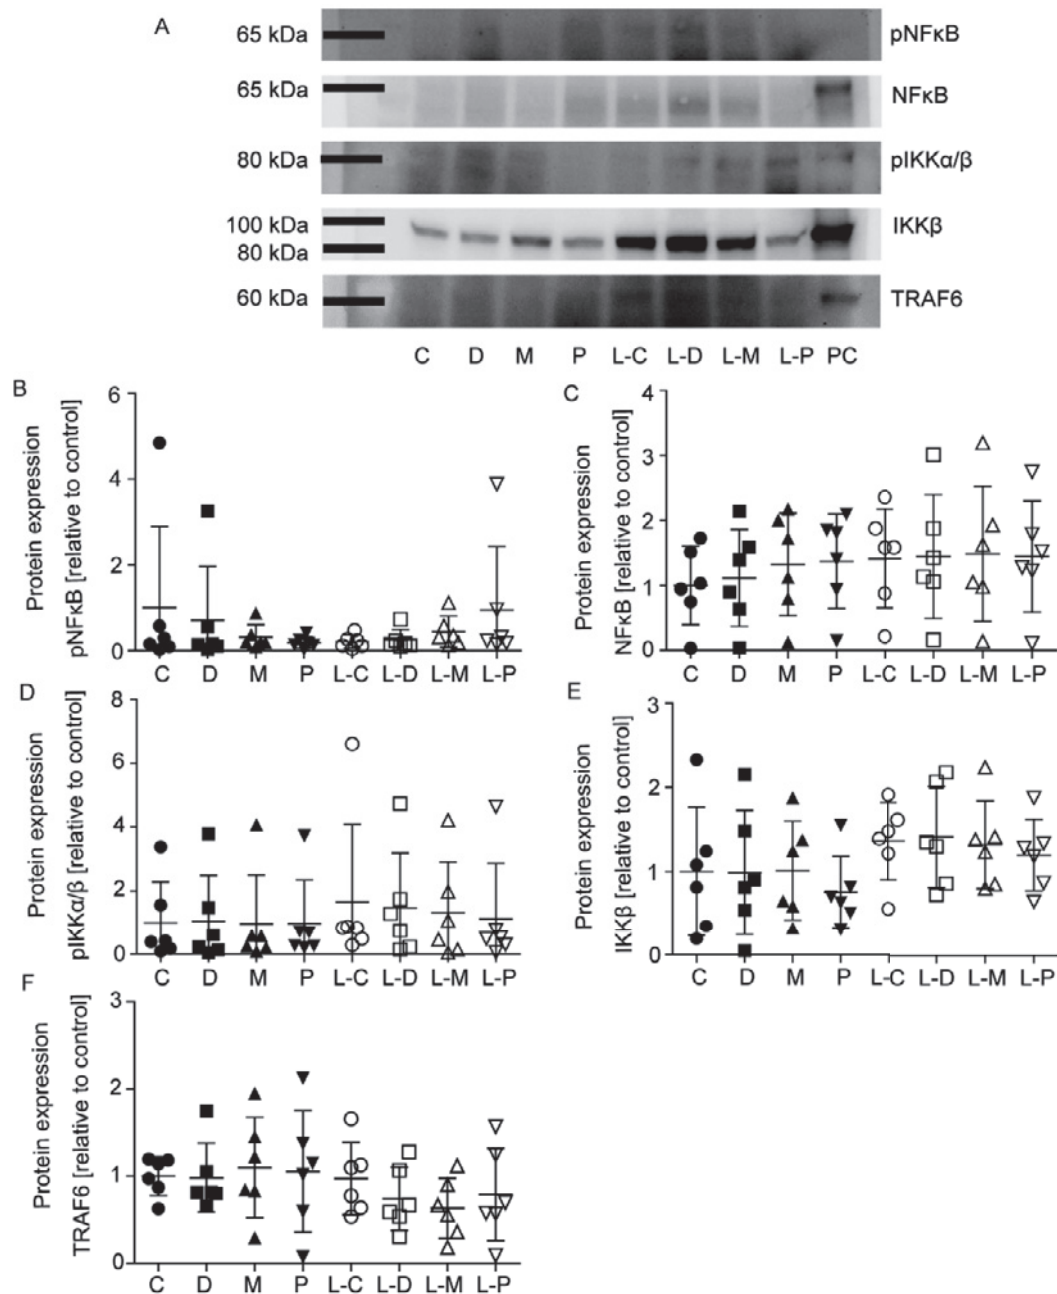 A
65 kDa pNFκB
65 kDa NFκB
80 kDa pIKKα/β
100 kDa IKKβ
80 kDa
60 kDa TRAF6
C D M P L-C L-D L-M L-P PC
B
Protein expression
pNFκB [relative to control]
6
4
2
0
C D M P L-C L-D L-M L-P
C
Protein expression
NFκB [relative to control]
4
3
2
1
0
C D M P L-C L-D L-M L-P
D
Protein expression
pIKKα/β [relative to control]
8
6
4
2
0
C D M P L-C L-D L-M L-P
E
Protein expression
IKKβ [relative to control]
3
2
1
0
C D M P L-C L-D L-M L-P
F
Protein expression
TRAF6 [relative to control]
3
2
1
0
C D M P L-C L-D L-M L-P